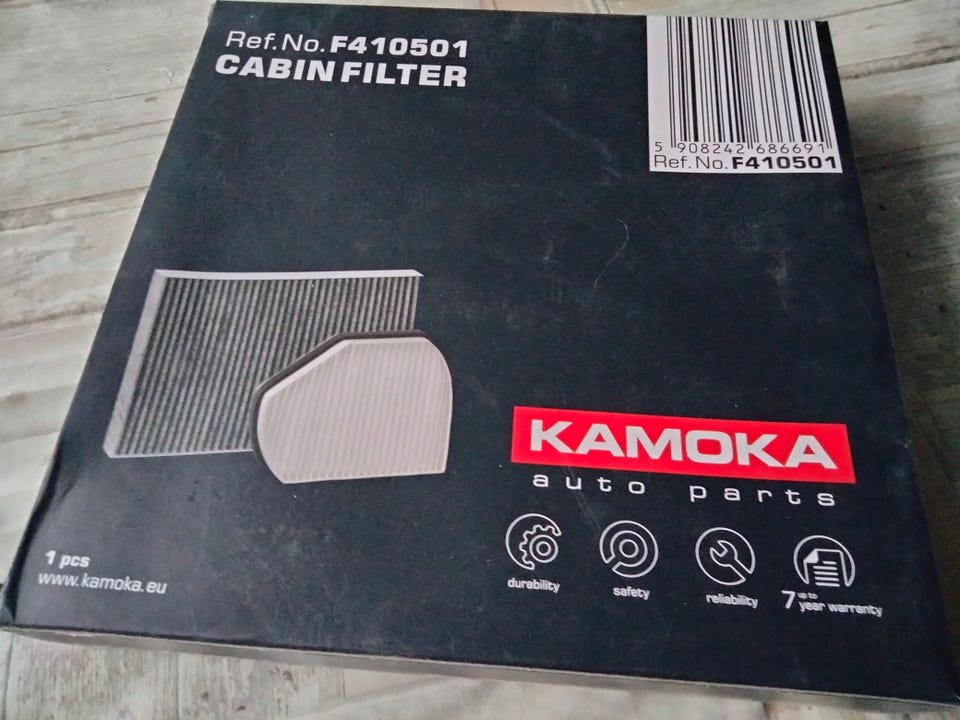 Ref. No. F410501
CABIN FILTER
5 908242 686691
Ref. No. F410501
KAMOKA
auto parts
durability
safety
reliability
up to
7 year warranty
1 pcs
www.kamoka.eu